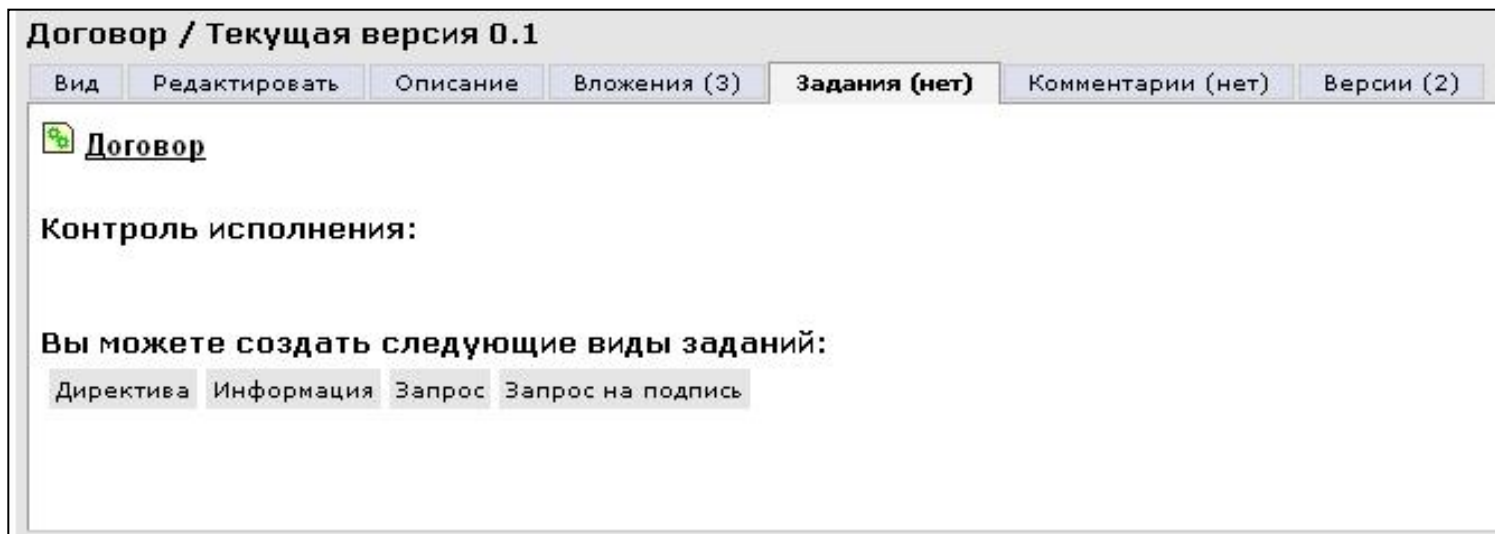 Договор / Текущая версия 0.1
Вид Редактировать Описание Вложения (3) Задания (нет) Комментарии (нет) Версии (2)
Договор
Контроль исполнения:
Вы можете создать следующие виды заданий:
Директива Информация Запрос Запрос на подпись